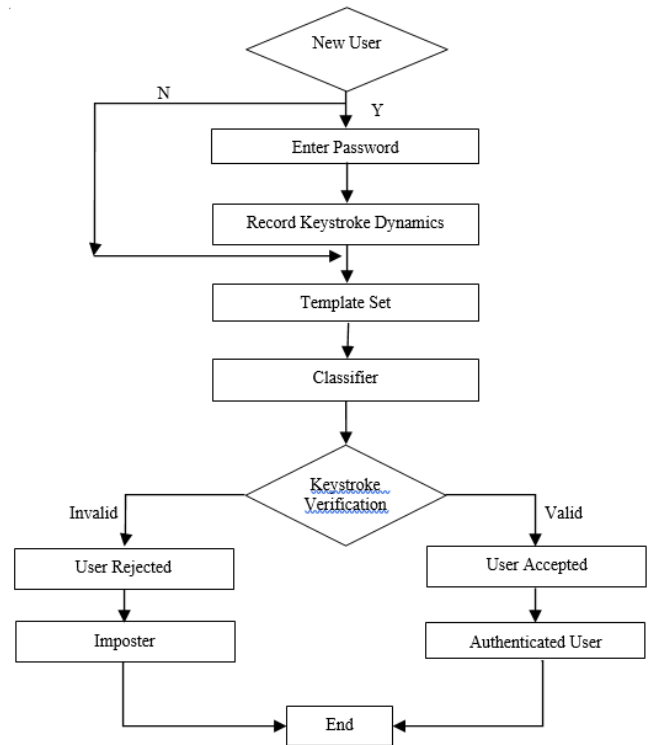 New User
N
Y
Enter Password
Record Keystroke Dynamics
Template Set
Classifier
Keystroke
Verification
Invalid
Valid
User Rejected
User Accepted
Imposter
Authenticated User
End